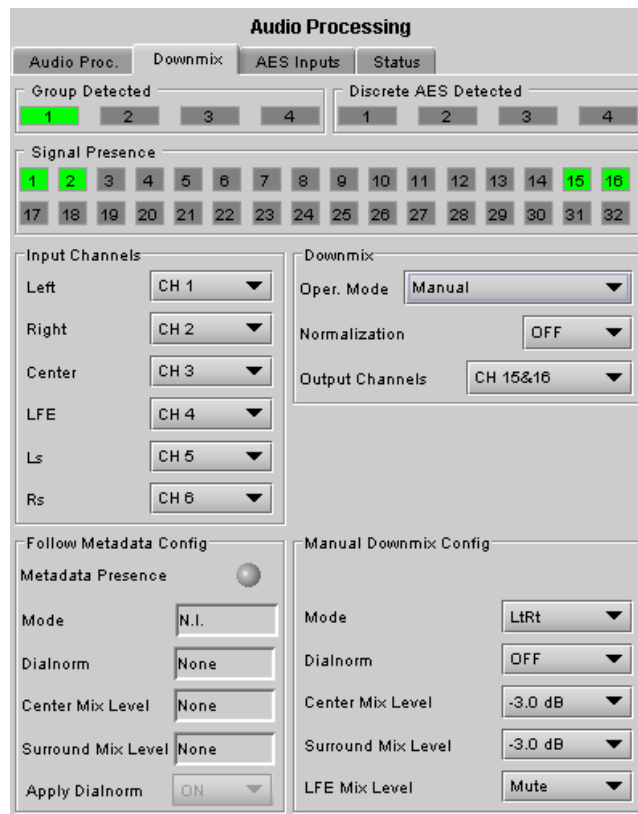 Audio Processing
Audio Proc. Downmix AES Inputs Status
Group Detected
1 2 3 4
Discrete AES Detected
1 2 3 4
Signal Presence
1 2 3 4 5 6 7 8 9 10 11 12 13 14 15 16
17 18 19 20 21 22 23 24 25 26 27 28 29 30 31 32
Input Channels
Left CH 1
Right CH 2
Center CH 3
LFE CH 4
Ls CH 5
Rs CH 6
Downmix
Oper. Mode Manual
Normalization OFF
Output Channels CH 15&16
Follow Metadata Config
Metadata Presence
Mode N.I.
Dialnorm None
Center Mix Level None
Surround Mix Level None
Apply Dialnorm ON
Manual Downmix Config
Mode LtRt
Dialnorm OFF
Center Mix Level -3.0 dB
Surround Mix Level -3.0 dB
LFE Mix Level Mute